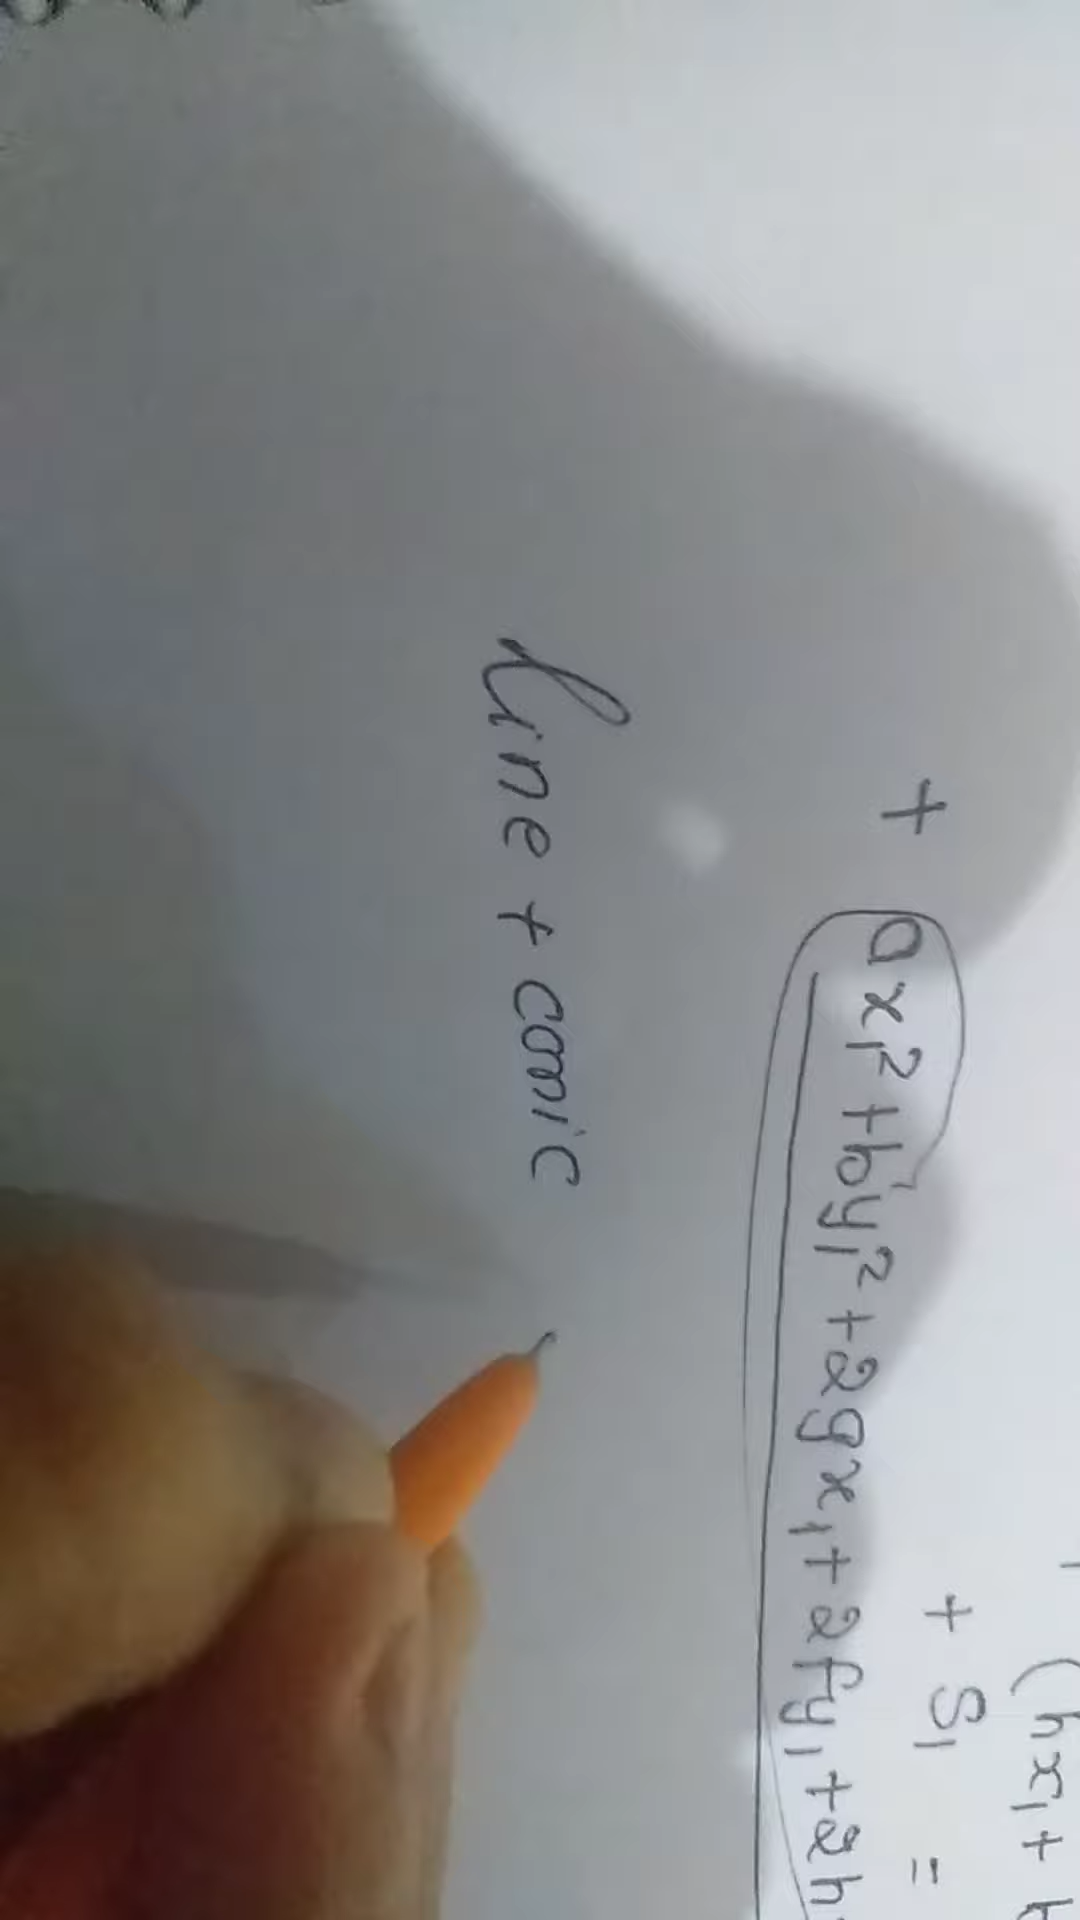 (hx₁ +
+ S₁ =
+ ax₁² + by₁² + 2gx₁ + 2fy₁ + 2h
line + conic